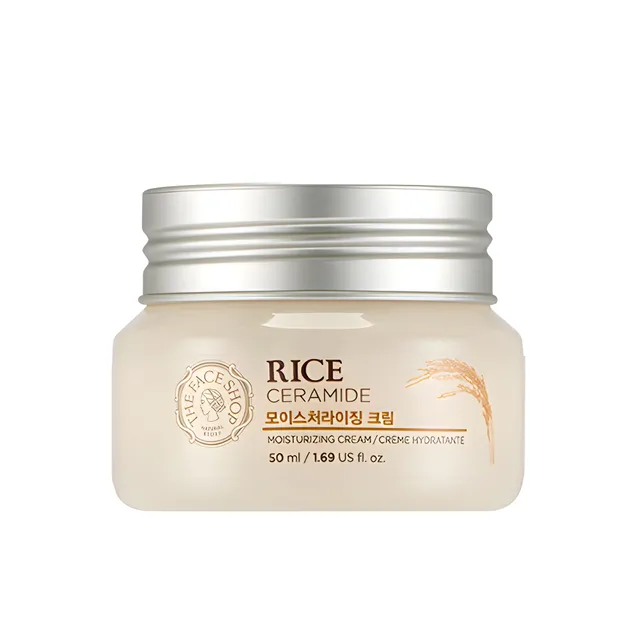 THE FACE SHOP
NATURAL
RICE
CERAMIDE
모이스처라이징 크림
MOISTURIZING CREAM/CRÈME HYDRATANTE
50 ml / 1.69 US fl. oz.